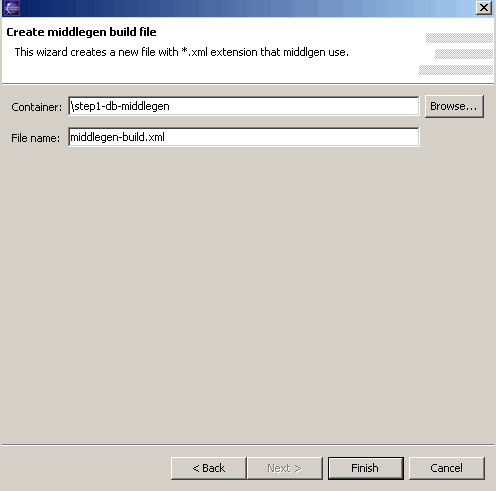 Create middlegen build file
This wizard creates a new file with *.xml extension that middlgen use.
Container: \step1-db-middlegen Browse...
File name: middlegen-build.xml
< Back Next > Finish Cancel